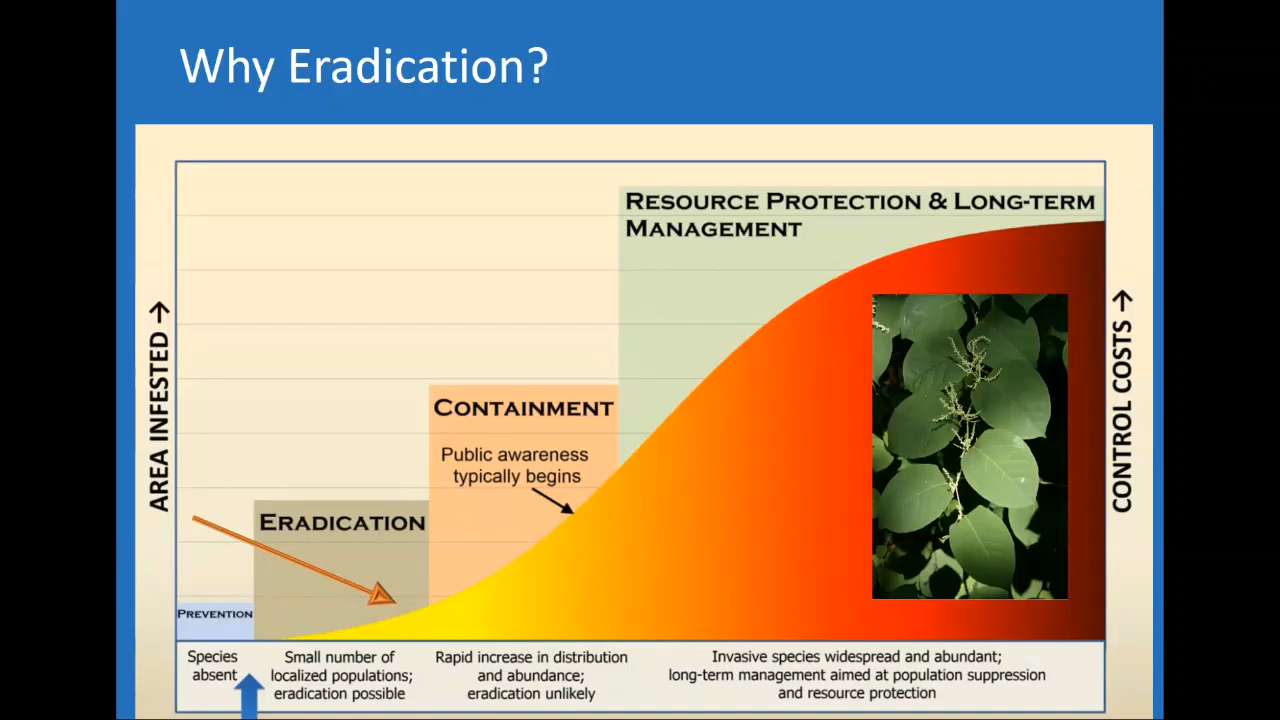 Why Eradication?
RESOURCE PROTECTION & LONG-TERM
MANAGEMENT
CONTAINMENT
Public awareness
typically begins
ERADICATION
PREVENTION
AREA INFESTED →
CONTROL COSTS →
Species
absent
Small number of
localized populations;
eradication possible
Rapid increase in distribution
and abundance;
eradication unlikely
Invasive species widespread and abundant;
long-term management aimed at population suppression
and resource protection